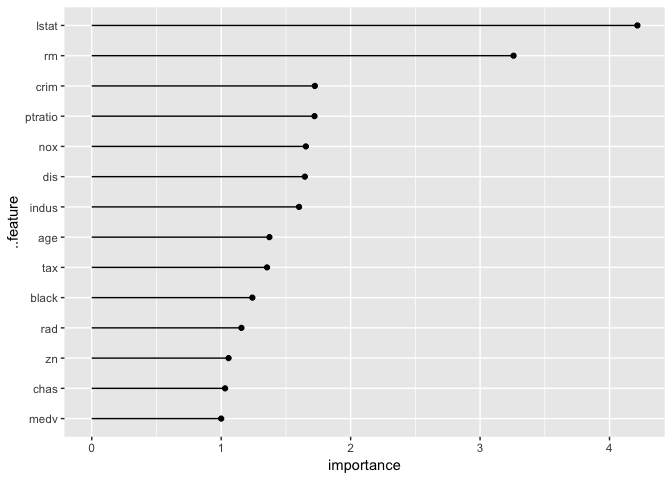 lstat
rm
crim
ptratio
nox
dis
indus
age
tax
black
rad
zn
chas
medv
..feature
0 1 2 3 4
importance